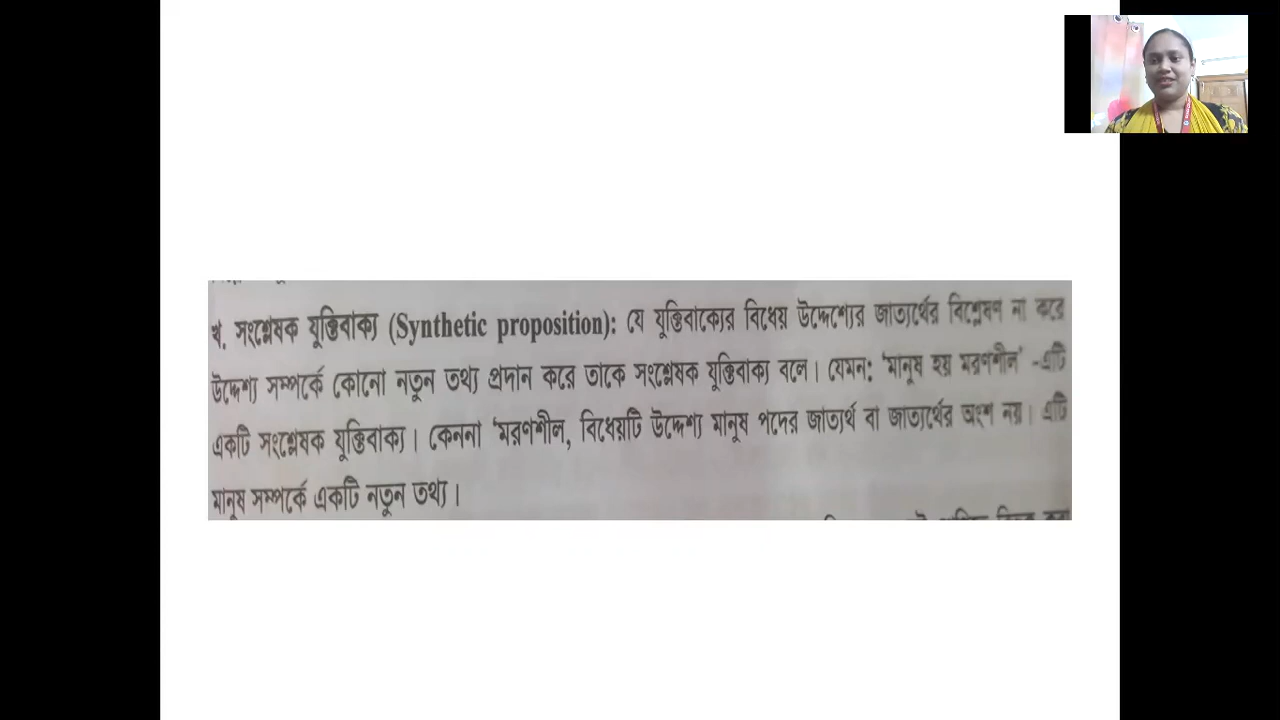 খ. সংশ্লেষক যুক্তিবাক্য (Synthetic proposition): যে যুক্তিবাক্যের বিধেয় উদ্দেশ্যের জাত্যর্থের বিশ্লেষণ না করে
উদ্দেশ্য সম্পর্কে কোনো নতুন তথ্য প্রদান করে তাকে সংশ্লেষক যুক্তিবাক্য বলে। যেমন: ‘মানুষ হয় মরণশীল’ -এটি
একটি সংশ্লেষক যুক্তিবাক্য। কেননা ‘মরণশীল, বিধেয়টি উদ্দেশ্য মানুষ পদের জাত্যর্থ বা জাত্যর্থের অংশ নয়। এটি
মানুষ সম্পর্কে একটি নতুন তথ্য।